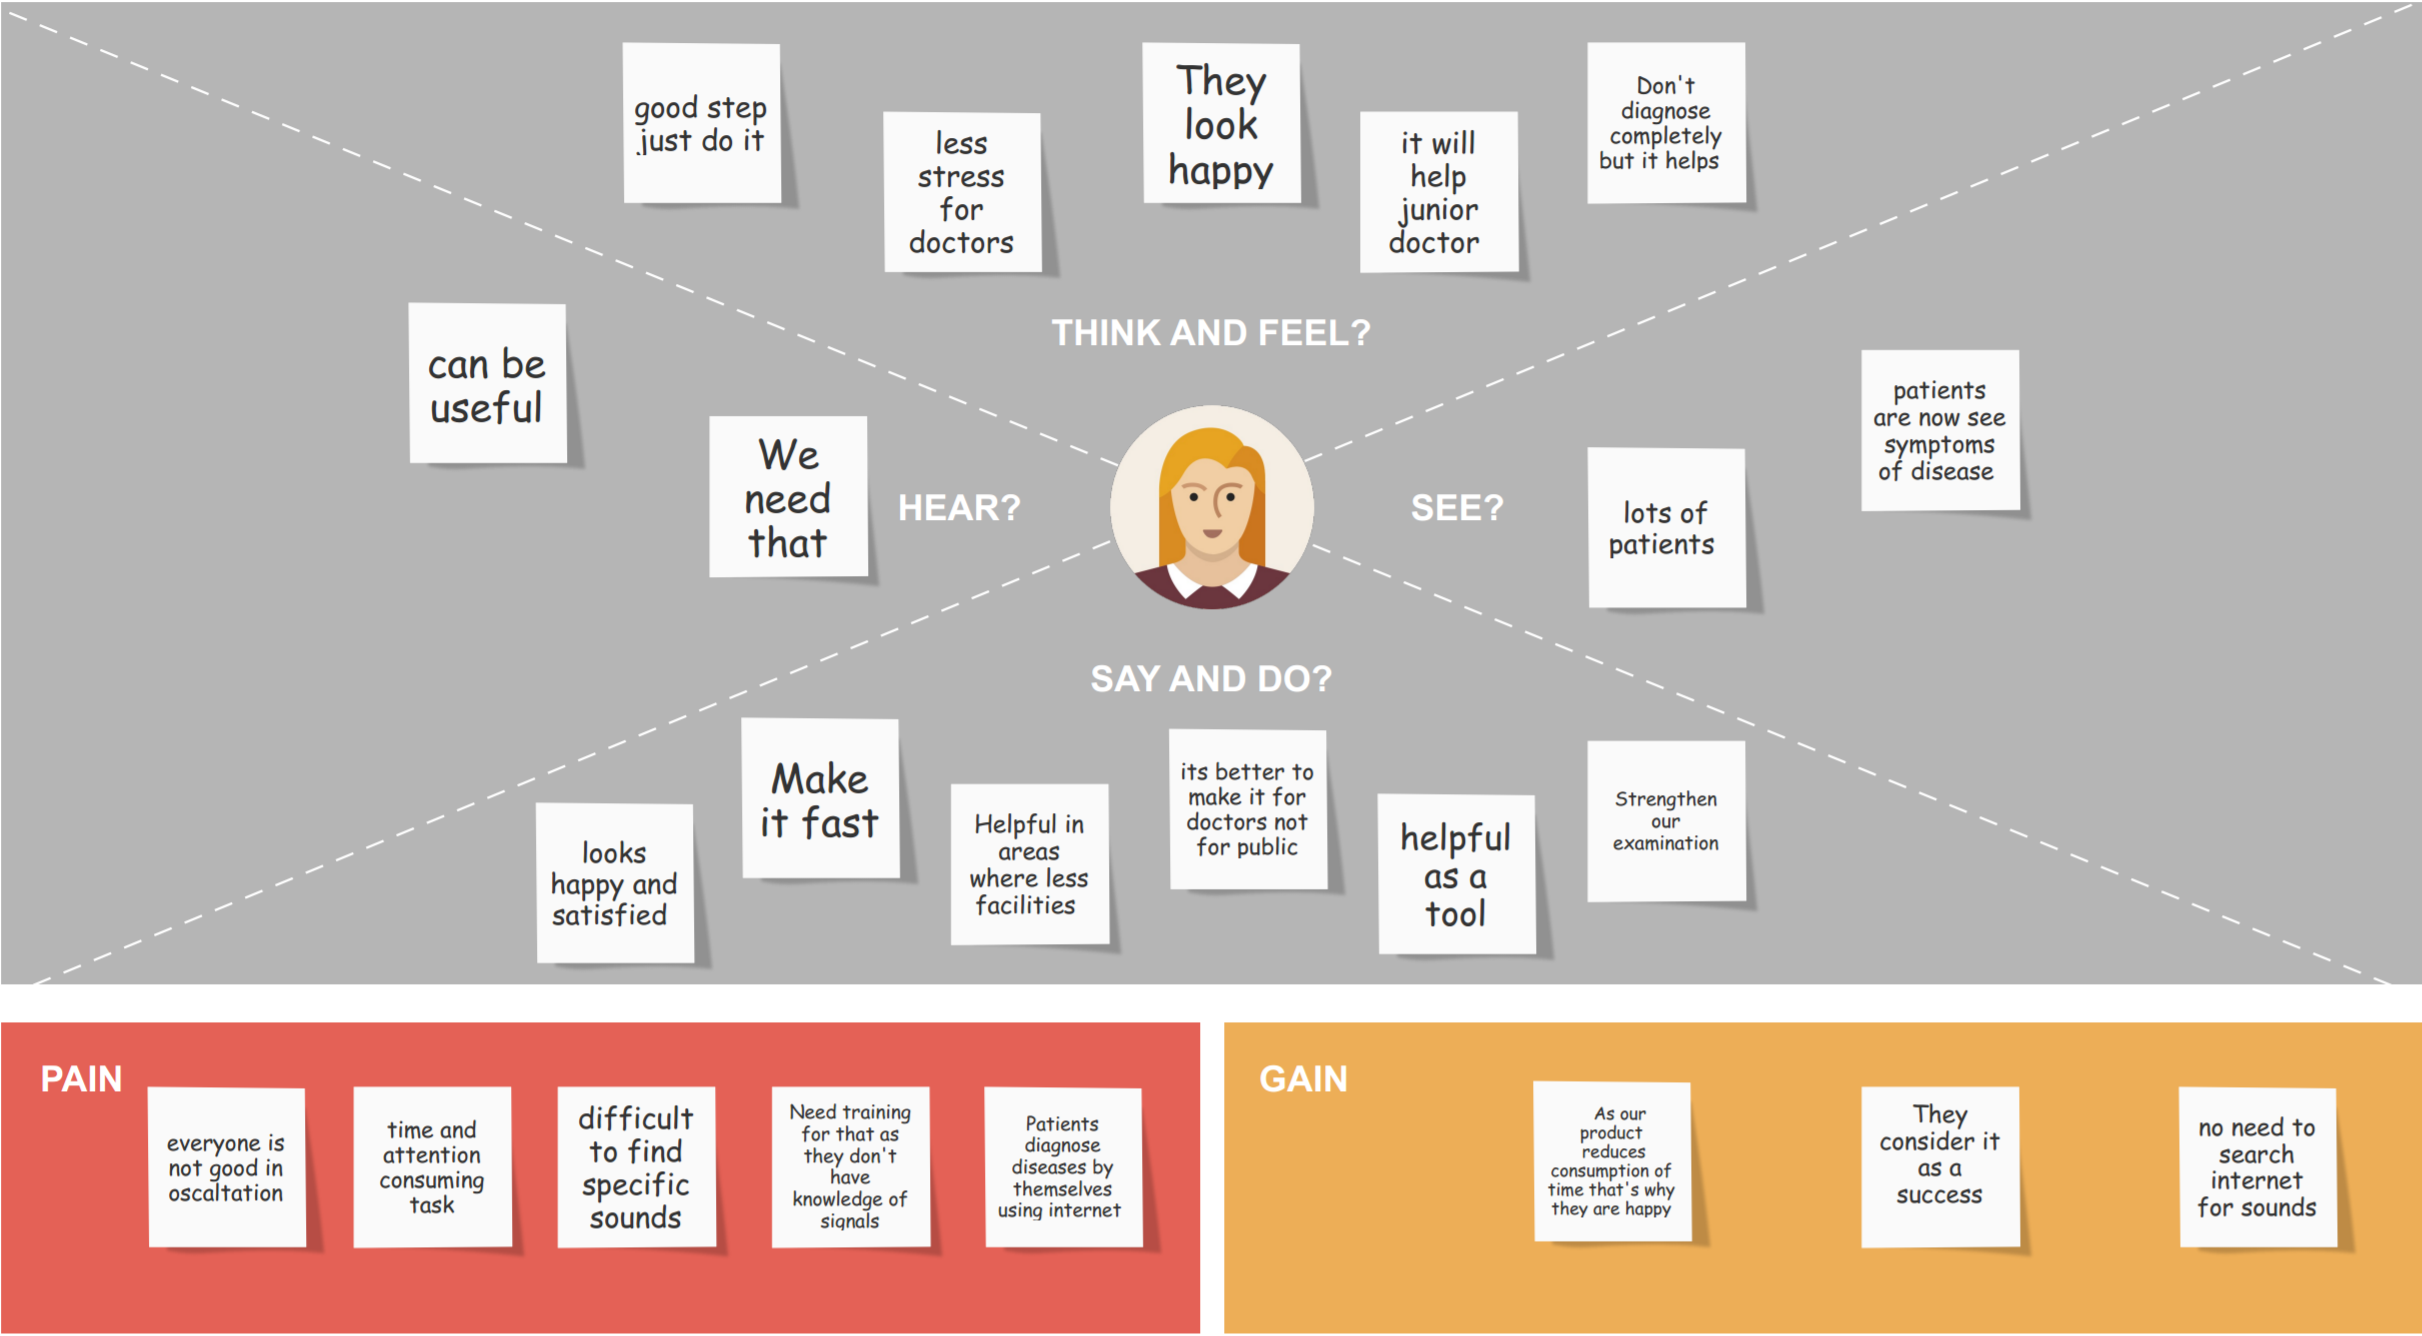 good step
just do it
less
stress
for
doctors
They
look
happy
it will
help
junior
doctor
Don't
diagnose
completely
but it helps
THINK AND FEEL?
can be
useful
We
need
that
HEAR?
SEE?
lots of
patients
patients
are now see
symptoms
of disease
SAY AND DO?
looks
happy and
satisfied
Make
it fast
Helpful in
areas
where less
facilities
its better to
make it for
doctors not
for public
helpful
as a
tool
Strengthen
our
examination
PAIN
everyone is
not good in
oscaltation
time and
attention
consuming
task
difficult
to find
specific
sounds
Need training
for that as
they don't
have
knowledge of
signals
Patients
diagnose
diseases by
themselves
using internet
GAIN
As our
product
reduces
consumption of
time that's why
they are happy
They
consider it
as a
success
no need to
search
internet
for sounds